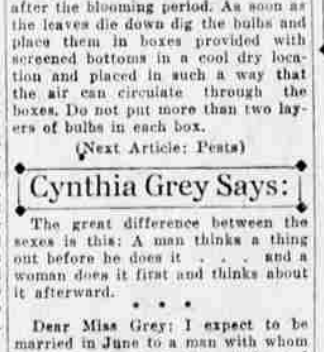 after the blooming period. As soon as
the leaves die down dig the bulbs and
place them in boxes provided with
screened bottoms in a cool dry loca-
tion and placed in such a way that
the air can circulate through the
boxes. Do not put more than two lay-
ers of bulbs in each box.
(Next Article: Pests)
Cynthia Grey Says:
The great difference between the
sexes is this: A man thinks a thing
out before he does it . . . and a
woman does it first and thinks about
it afterward.
* * *
Dear Miss Grey: I expect to be
married in June to a man with whom